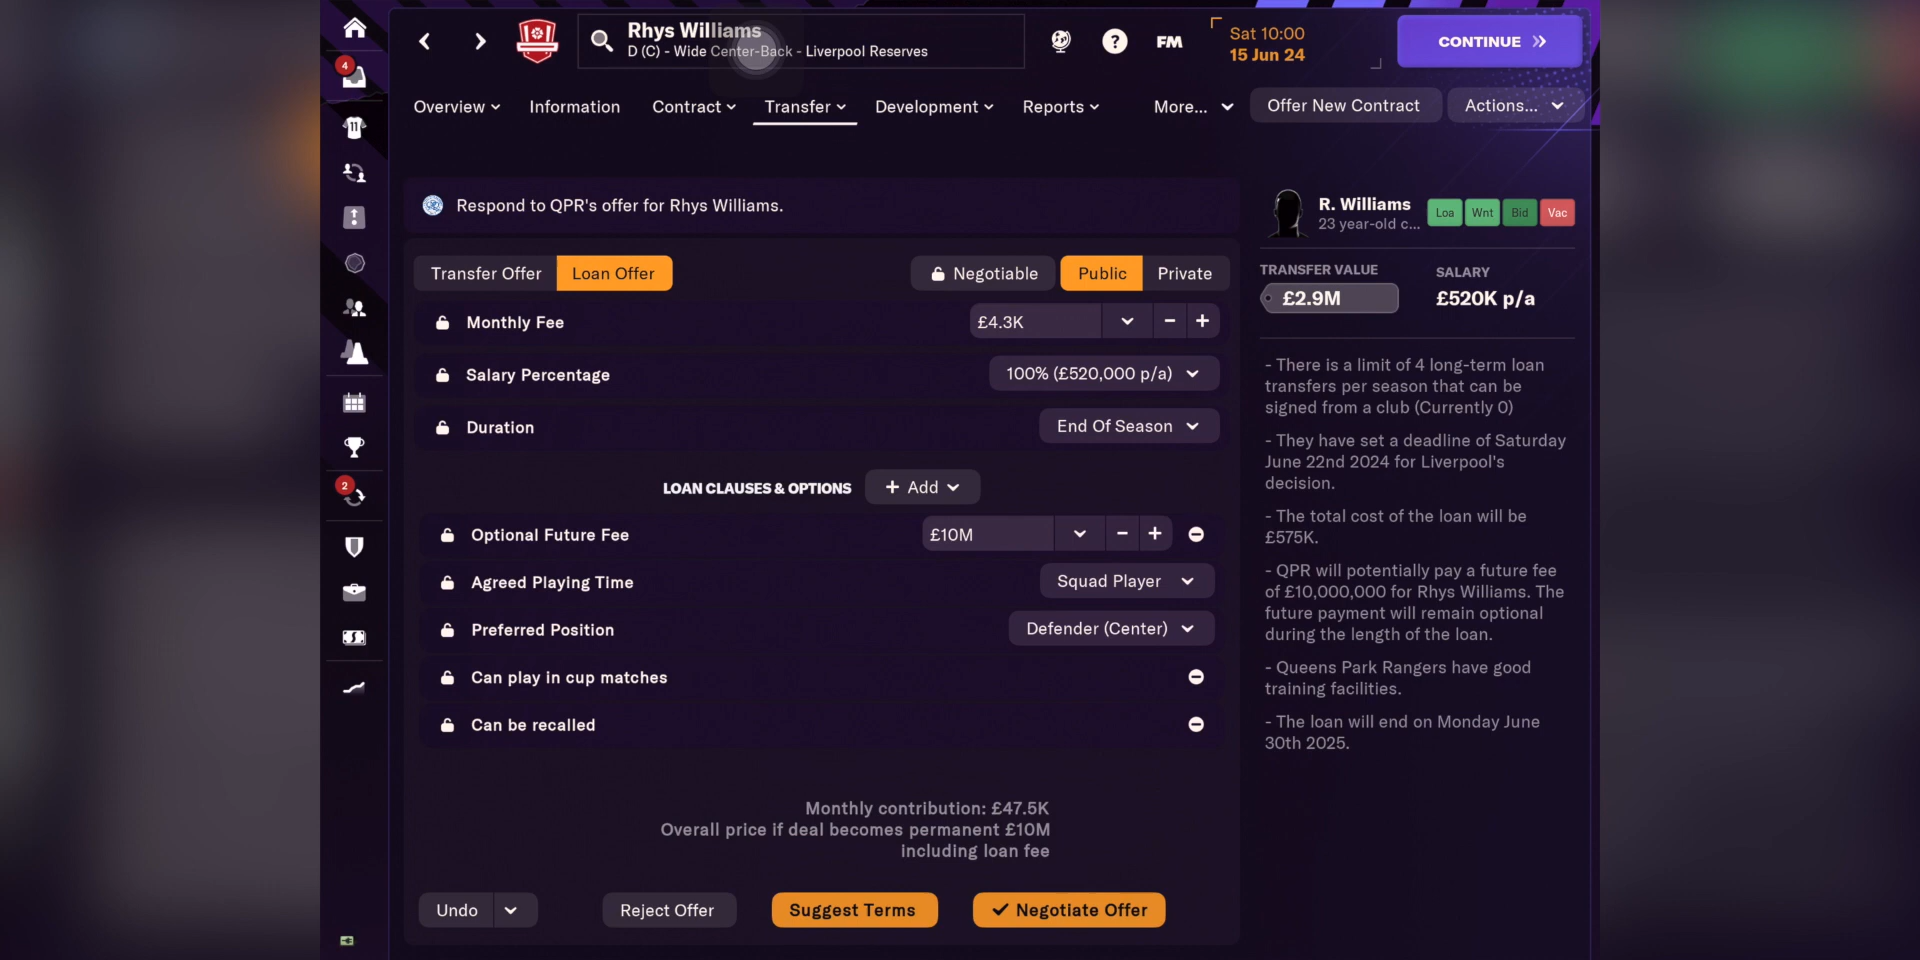 4
2
Rhys Williams
D (C) - Wide Center-Back - Liverpool Reserves
?
FM
Sat 10:00
15 Jun 24
CONTINUE
Overview
Information
Contract
Transfer
Development
Reports
More...
Offer New Contract
Actions...
Respond to QPR's offer for Rhys Williams.
Transfer Offer
Loan Offer
Negotiable
Public
Private
Monthly Fee
£4.3K
Salary Percentage
100% (£520,000 p/a)
Duration
End Of Season
LOAN CLAUSES & OPTIONS
+ Add
Optional Future Fee
£10M
Agreed Playing Time
Squad Player
Preferred Position
Defender (Center)
Can play in cup matches
Can be recalled
Monthly contribution: £47.5K
Overall price if deal becomes permanent £10M
including loan fee
Undo
Reject Offer
Suggest Terms
Negotiate Offer
R. Williams
23 year-old c...
Loa
Wnt
Bid
Vac
TRANSFER VALUE
£2.9M
SALARY
£520K p/a
- There is a limit of 4 long-term loan
transfers per season that can be
signed from a club (Currently 0)
- They have set a deadline of Saturday
June 22nd 2024 for Liverpool's
decision.
- The total cost of the loan will be
£575K.
- QPR will potentially pay a future fee
of £10,000,000 for Rhys Williams. The
future payment will remain optional
during the length of the loan.
- Queens Park Rangers have good
training facilities.
- The loan will end on Monday June
30th 2025.